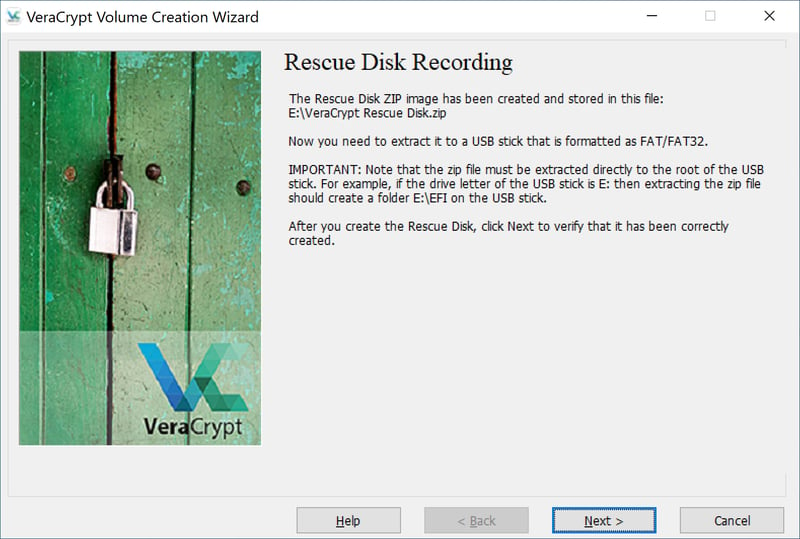 VeraCrypt Volume Creation Wizard
Rescue Disk Recording
The Rescue Disk ZIP image has been created and stored in this file:
E:\VeraCrypt Rescue Disk.zip
Now you need to extract it to a USB stick that is formatted as FAT/FAT32.
IMPORTANT: Note that the zip file must be extracted directly to the root of the USB
stick. For example, if the drive letter of the USB stick is E: then extracting the zip file
should create a folder E:\EFI on the USB stick.
After you create the Rescue Disk, click Next to verify that it has been correctly
created.
VeraCrypt
Help
< Back
Next >
Cancel